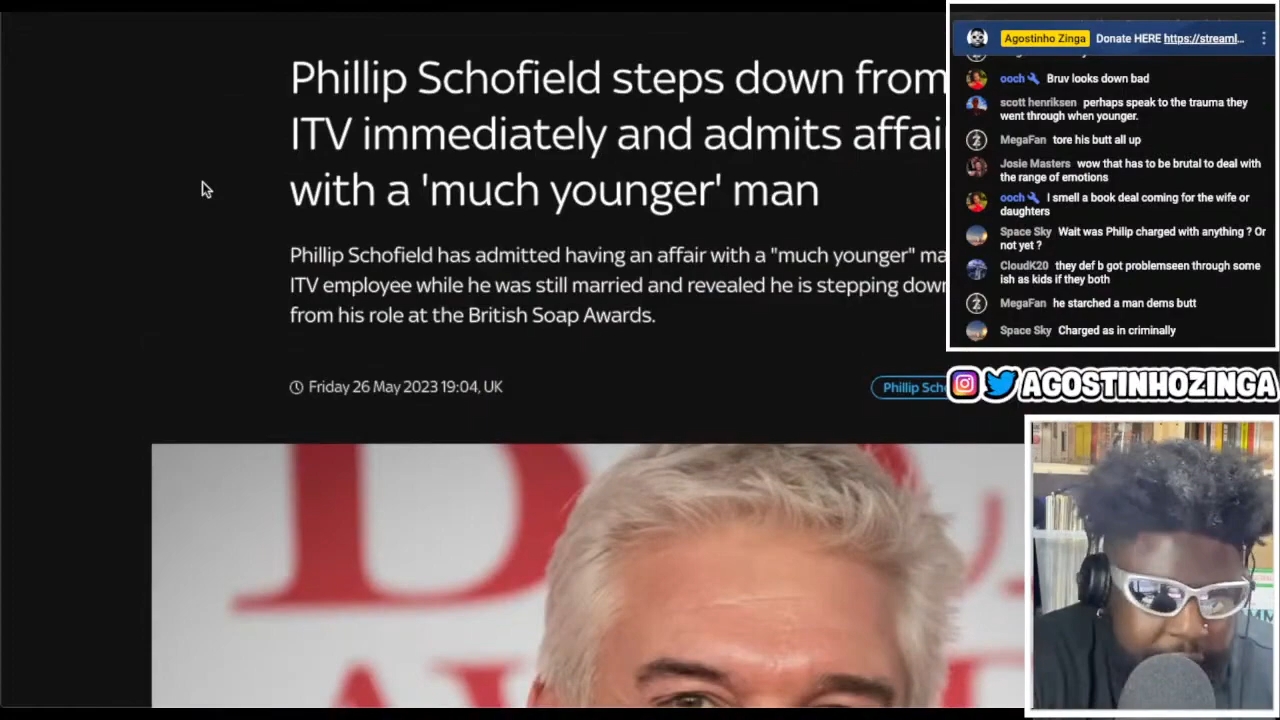 Phillip Schofield steps down from
ITV immediately and admits affai
with a 'much younger' man
Phillip Schofield has admitted having an affair with a "much younger" ma
ITV employee while he was still married and revealed he is stepping down
from his role at the British Soap Awards.
Friday 26 May 2023 19:04, UK
Phillip Scho
Agostinho Zinga Donate HERE https://streaml...
ooch Bruv looks down bad
scott henriksen perhaps speak to the trauma they
went through when younger.
MegaFan tore his butt all up
Josie Masters wow that has to be brutal to deal with
the range of emotions
ooch I smell a book deal coming for the wife or
daughters
Space Sky Wait was Philip charged with anything ? Or
not yet ?
CloudK20 they def b got problemseen through some
ish as kids if they both
MegaFan he starched a man dems butt
Space Sky Charged as in criminally
AGOSTINHOZINGA